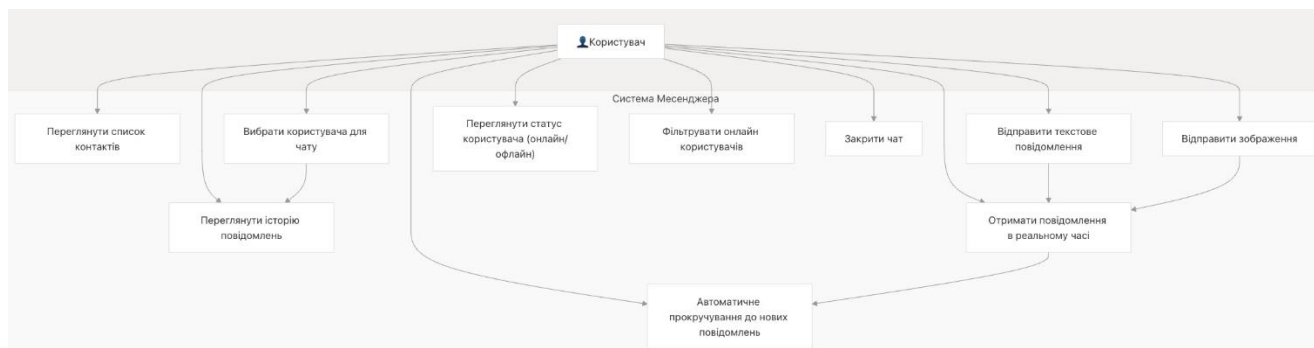 👤Користувач
Система Месенджера
Переглянути список
контактів
Вибрати користувача для
чату
Переглянути статус
користувача (онлайн/
офлайн)
Фільтрувати онлайн
користувачів
Закрити чат
Відправити текстове
повідомлення
Відправити зображення
Переглянути історію
повідомлень
Отримати повідомлення
в реальному часі
Автоматичне
прокручування до нових
повідомлень